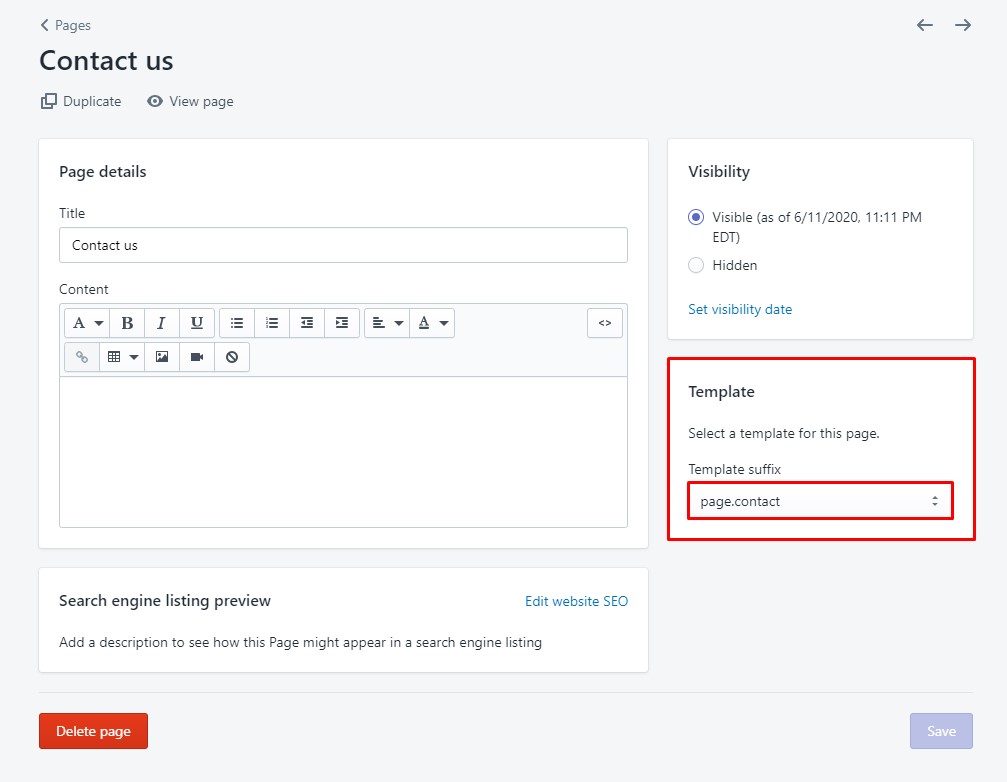 Pages
Contact us
Duplicate View page
Page details
Title
Contact us
Content
A B I U A <>
Search engine listing preview Edit website SEO
Add a description to see how this Page might appear in a search engine listing
Visibility
Visible (as of 6/11/2020, 11:11 PM
EDT)
Hidden
Set visibility date
Template
Select a template for this page.
Template suffix
page.contact
Delete page Save